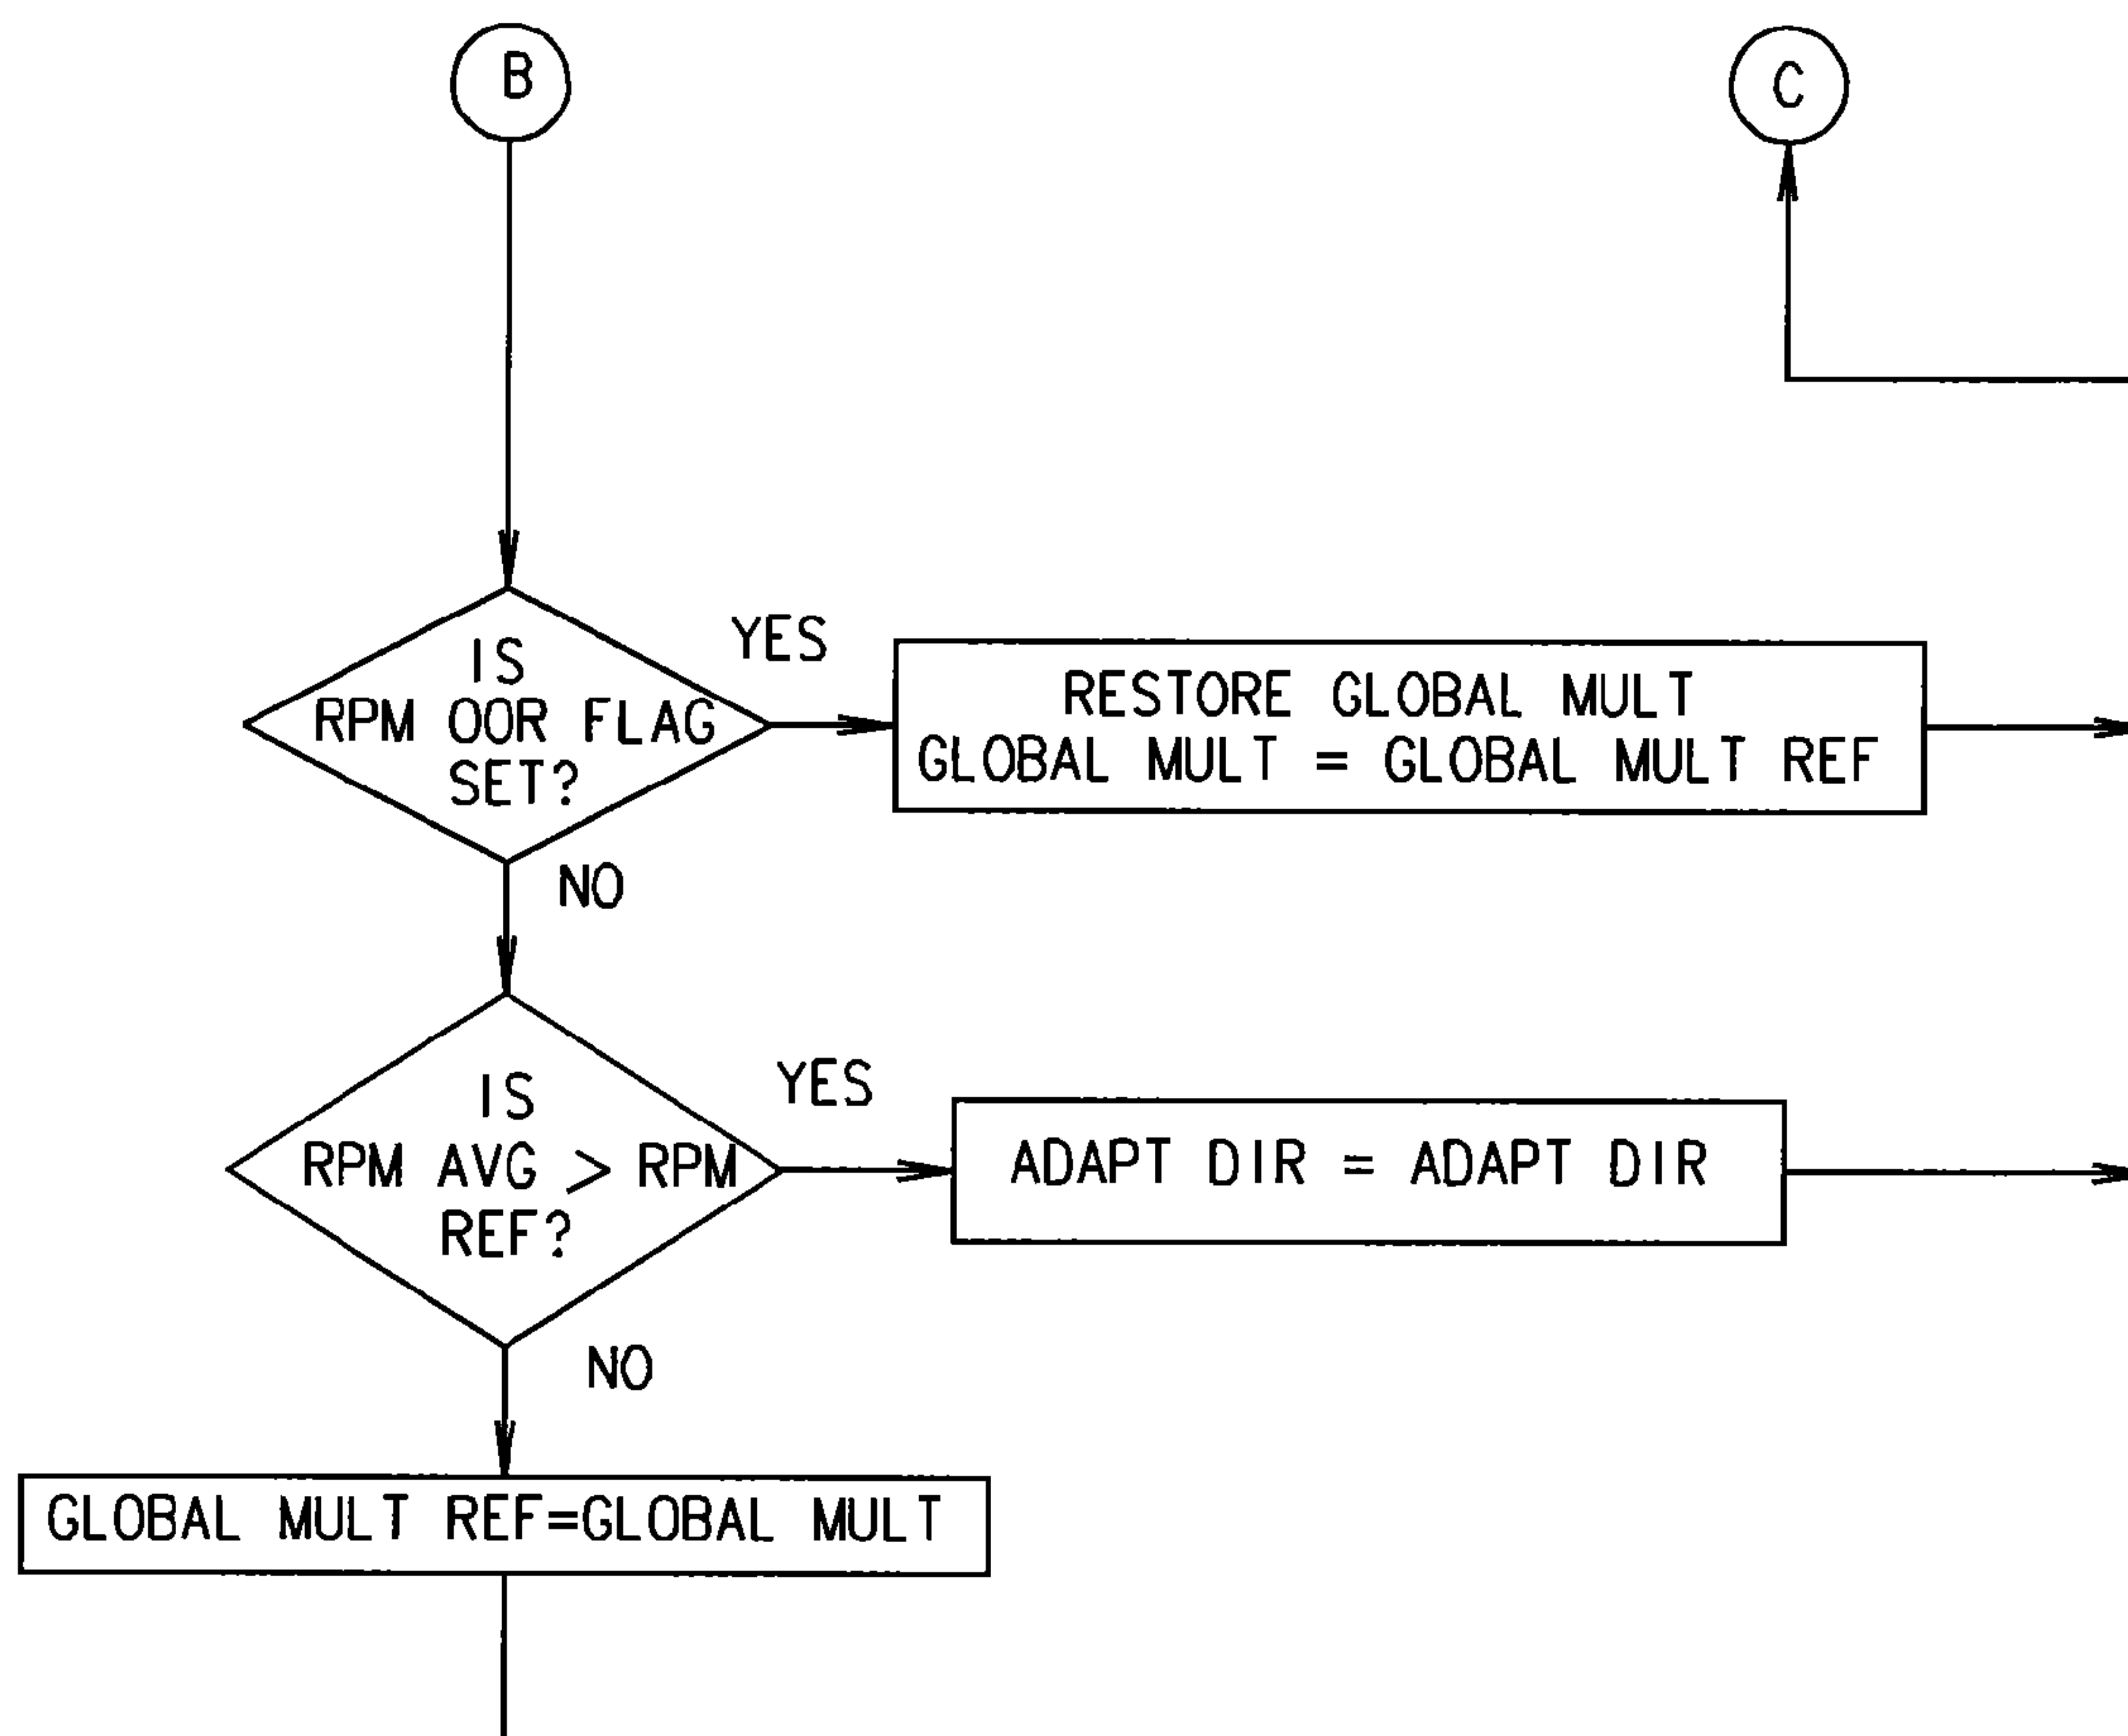 B
C
IS
RPM OOR FLAG
SET?
YES
RESTORE GLOBAL MULT
GLOBAL MULT = GLOBAL MULT REF
NO
IS
RPM AVG > RPM
REF?
YES
ADAPT DIR = ADAPT DIR
NO
GLOBAL MULT REF=GLOBAL MULT